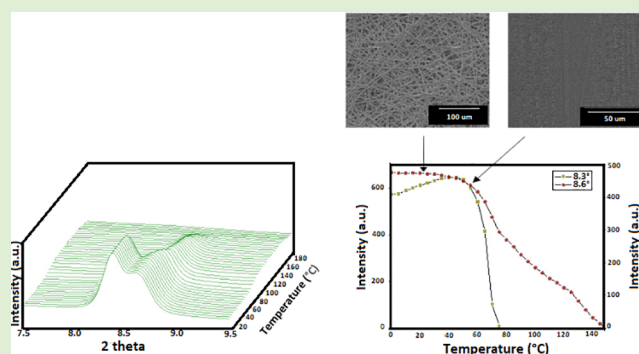 100 um
50 um
Intensity (a.u.)
7.5 8.0 8.5 9.0 9.5
2 theta
20
40
60
80
100
120
140
160
180
Temperature (°C)
Intensity (a.u.)
600
400
200
0
8.3°
8.6°
500
400
300
200
100
0
Intensity (a.u.)
0 20 40 60 80 100 120 140
Temperature (°C)